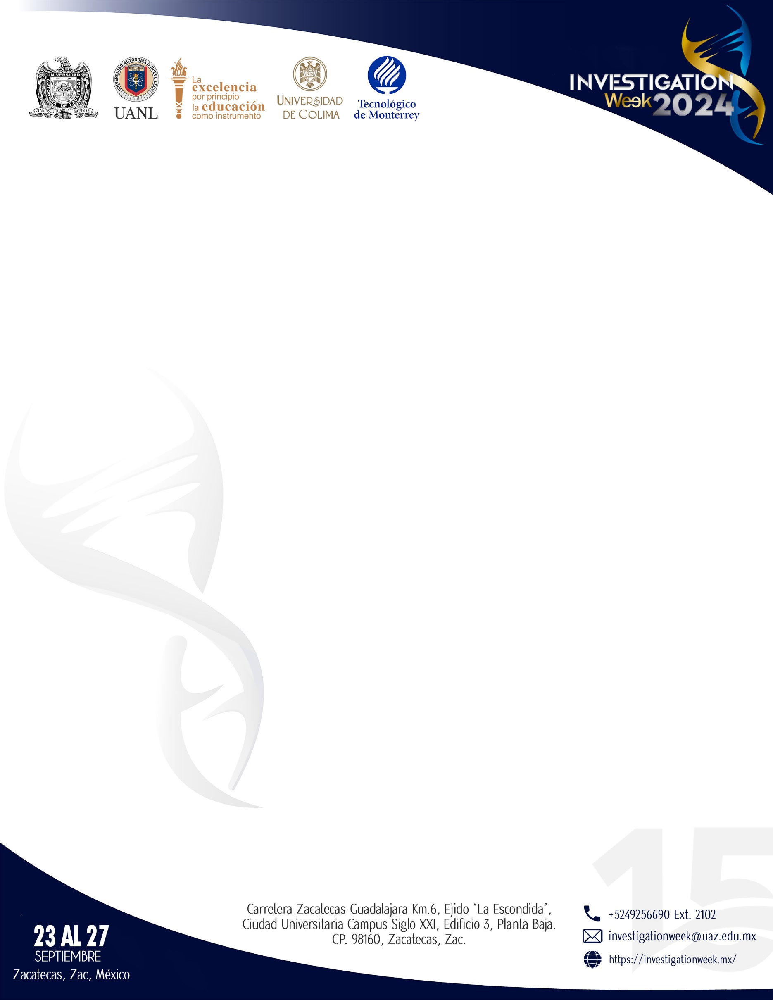 UNIVERSIDAD
AUTONOMA
DE ZACATECAS
FRANCISCO GARCIA SALINAS
UNIVERSIDAD AUTONOMA D NUEVO LEON
UANL
La
excelencia
por principio
la educación
como instrumento
UNIVERSIDAD
DE COLIMA
Tecnológico
de Monterrey
INVESTIGATION
Week 2024
15
23 AL 27
SEPTIEMBRE
Zacatecas, Zac, México
Carretera Zacatecas-Guadalajara Km.6, Ejido “La Escondida”,
Ciudad Universitaria Campus Siglo XXI, Edificio 3, Planta Baja.
CP. 98160, Zacatecas, Zac.
+5249256690 Ext. 2102
investigationweek@uaz.edu.mx
https://investigationweek.mx/